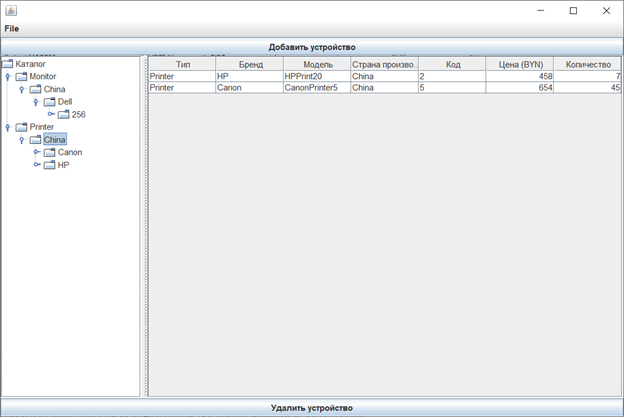 File
Добавить устройство
Каталог
Monitor
China
Dell
256
Printer
China
Canon
HP
Тип Бренд Модель Страна произво... Код Цена (BYN) Количество
Printer HP HPPrint20 China 2 458 7
Printer Canon CanonPrinter5 China 5 654 45
Удалить устройство